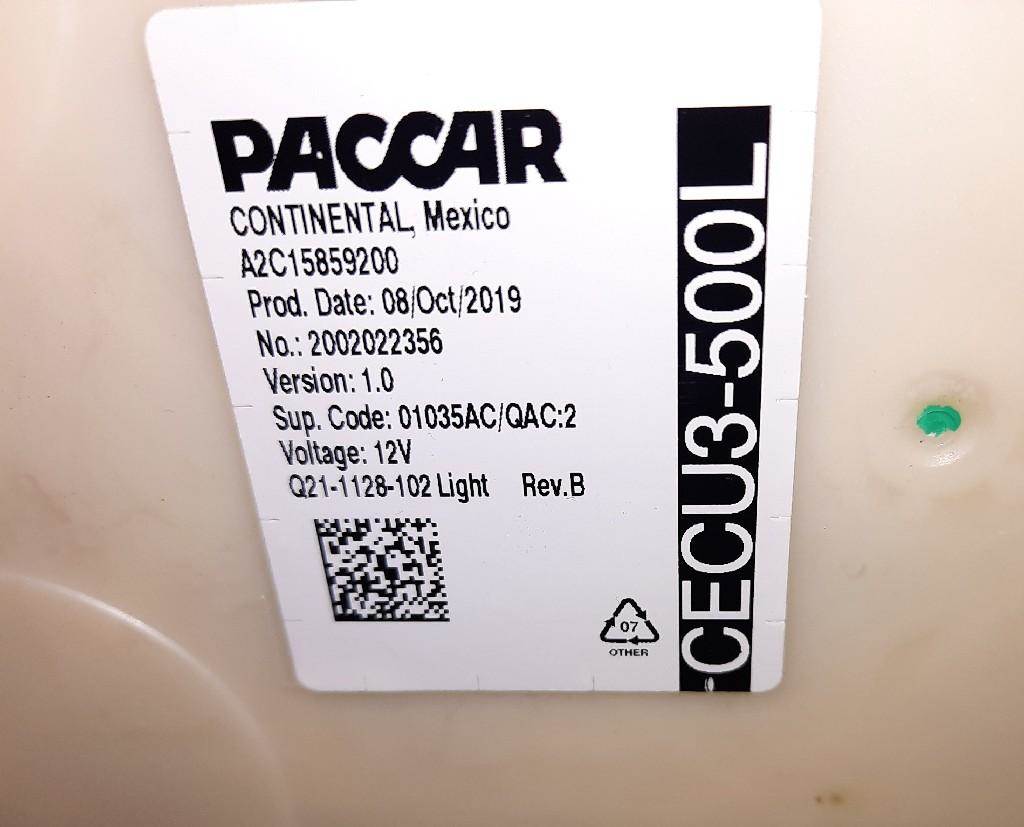 PACCAR
CONTINENTAL, Mexico
A2C15859200
Prod. Date: 08/Oct/2019
No.: 2002022356
Version: 1.0
Sup. Code: 01035AC/QAC:2
Voltage: 12V
Q21-1128-102 Light Rev.B
07
OTHER
CECU3-500L